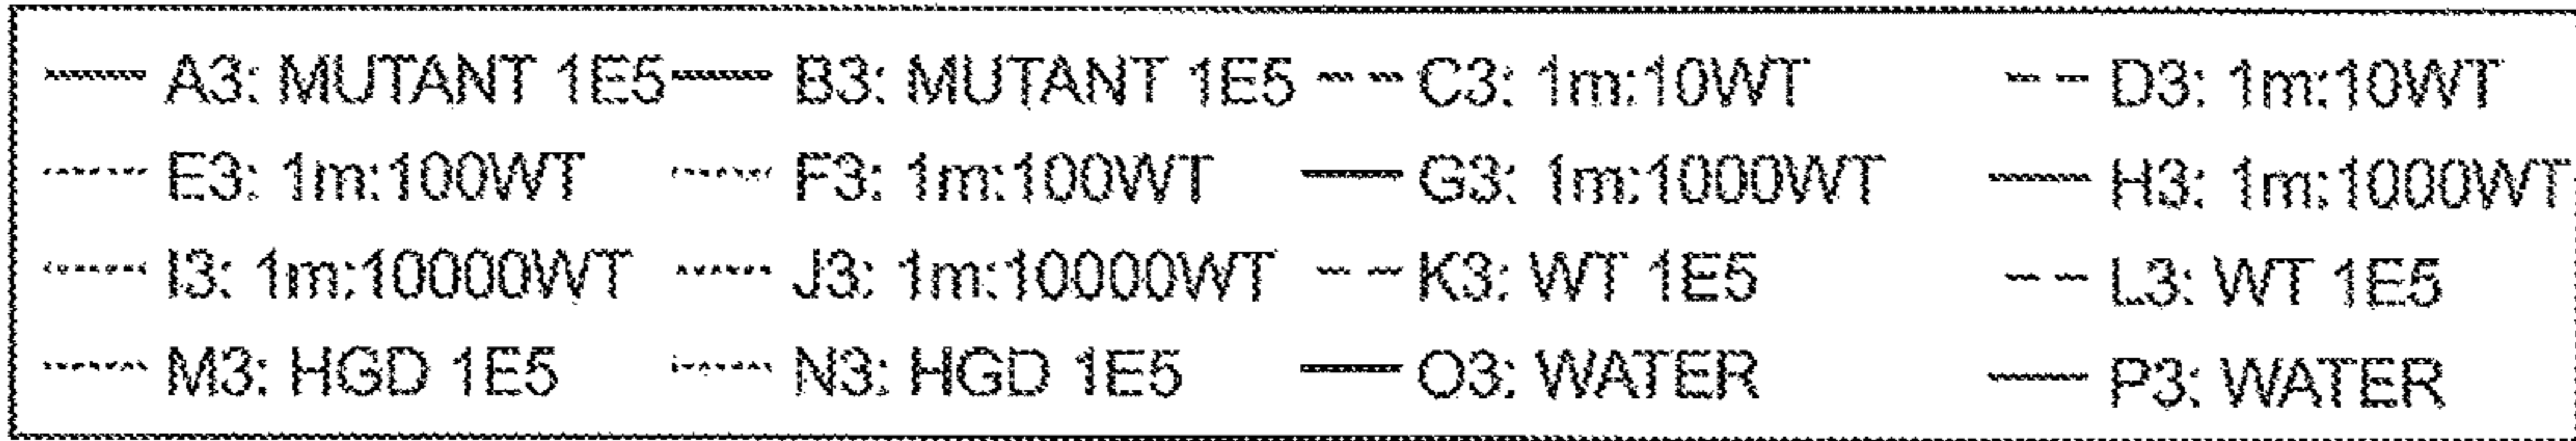 A3: MUTANT 1E5 B3: MUTANT 1E5 C3: 1m:10WT D3: 1m:10WT
E3: 1m:100WT F3: 1m:100WT G3: 1m:1000WT H3: 1m:1000WT
I3: 1m:10000WT J3: 1m:10000WT K3: WT 1E5 L3: WT 1E5
M3: HGD 1E5 N3: HGD 1E5 O3: WATER P3: WATER